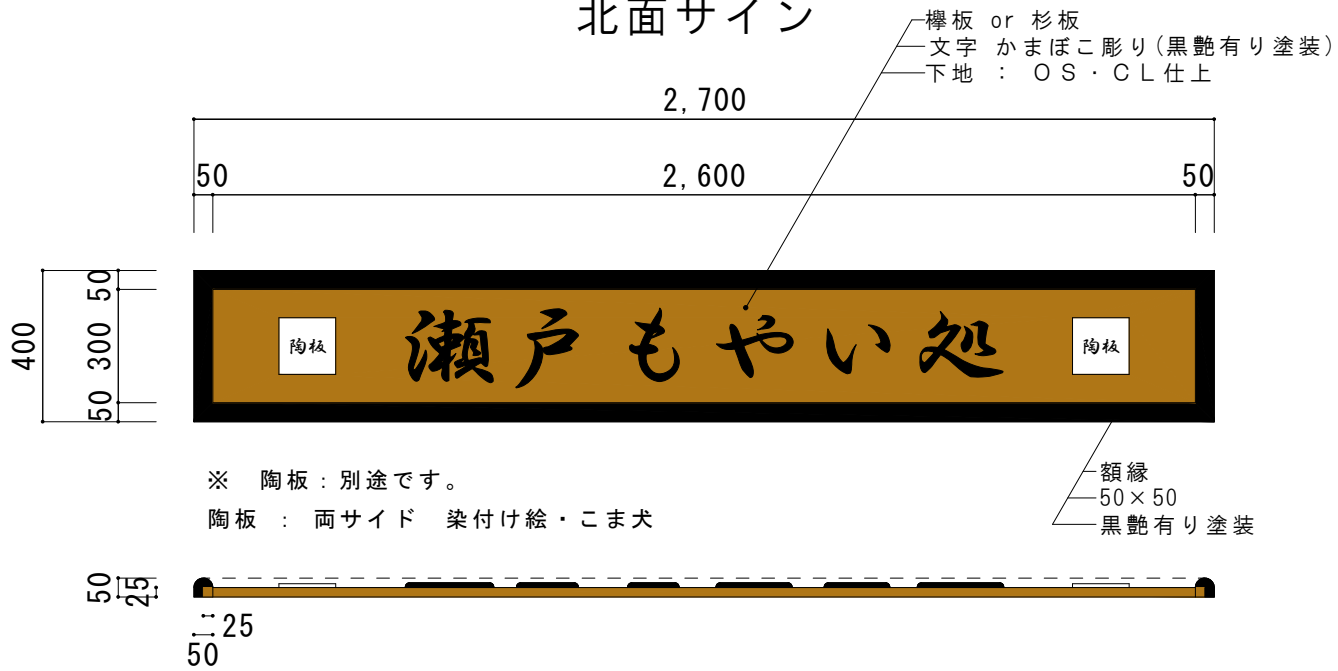 北面サイン
欅板 or 杉板
文字 かまぼこ彫り(黒艶有り塗装)
下地 : OS・CL仕上
2,700
50
2,600
50
400
50
300
50
陶板
瀬戸もやい処
陶板
※ 陶板:別途です。
陶板 : 両サイド 染付け絵・こま犬
額縁
50×50
黒艶有り塗装
50
25
25
50